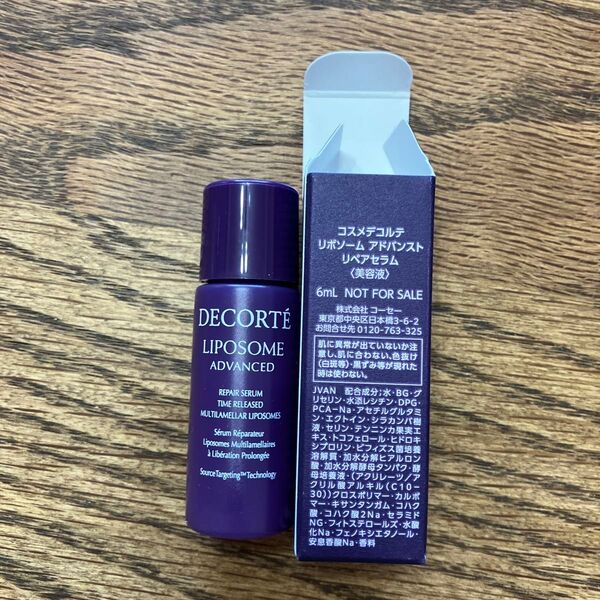 DECORTÉ
LIPOSOME
ADVANCED
REPAIR SERUM
TIME RELEASED
MULTILAMELLAR LIPOSOMES
Sérum Réparateur
Liposomes Multilamellaires
à Libération Prolongée
SourceTargeting™Technology
コスメデコルテ
リポソーム アドバンスト
リペアセラム
〈美容液〉
6mL NOT FOR SALE
株式会社 コーセー
東京都中央区日本橋3-6-2
お問合せ先 0120-763-325
肌に異常が出ていないか注
意し、肌に合わない、色抜け
(白斑等)・黒ずみ等が現れた
時は使わない。
JVAN 配合成分;水・BG・グ
リセリン・水添レシチン・DPG・
PCA-Na・アセチルグルタミ
ン・エクトイン・シラカンバ樹
液・セリン・テンニンカ果実エ
キス・トコフェロール・ヒドロキ
シプロリン・ビフィズス菌培養
溶解質・加水分解ヒアルロン
酸・加水分解酵母タンパク・酵
母培養液・(アクリレーツ/ア
クリル酸アルキル(C10-
30))クロスポリマー・カルボ
マー・キサンタンガム・コハク
酸・コハク酸2Na・セラミド
NG・フィトステロールズ・水酸
化Na・フェノキシエタノール・
安息香酸Na・香料